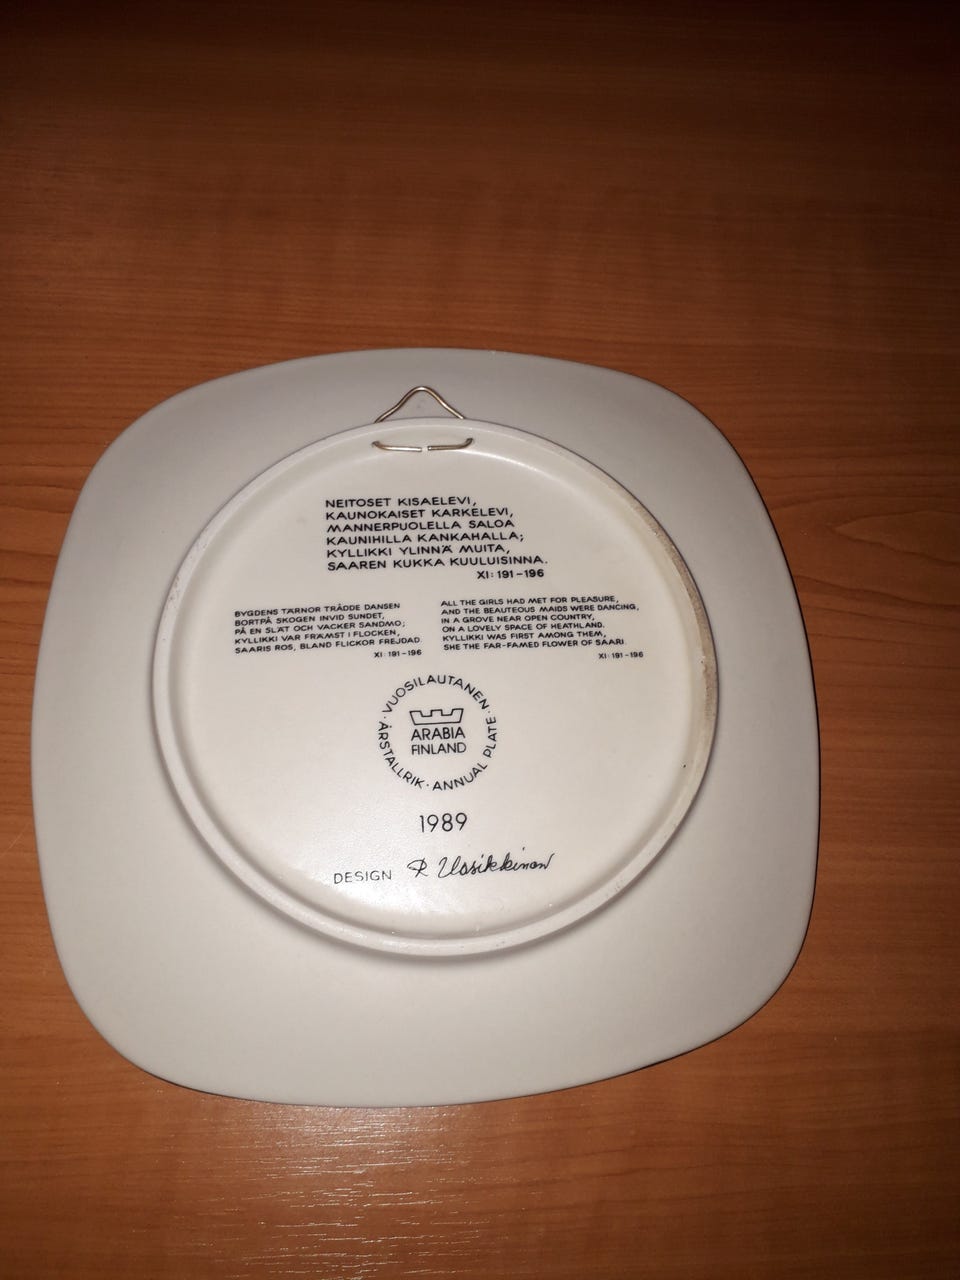 NEITOSET KISAELEVI,
KAUNOKAISET KARKELEVI,
MANNERPUOLELLA SALOA
KAUNIHILLA KANKAHALLA;
KYLLIKKI YLINNÄ MUITA,
SAAREN KUKKA KUULUISINNA.
XI: 191-196
BYGDENS TÄRNOR TRÅDDE DANSEN
BORTPÅ SKOGEN INVID SUNDET,
PÅ EN SLÄT OCH VACKER SANDMO;
KYLLIKKI VAR FRÄMST I FLOCKEN,
SAARIS ROS, BLAND FLICKOR FREJDAD.
XI: 191-196
ALL THE GIRLS HAD MET FOR PLEASURE,
AND THE BEAUTEOUS MAIDS WERE DANCING,
IN A GROVE NEAR OPEN COUNTRY,
ON A LOVELY SPACE OF HEATHLAND.
KYLLIKKI WAS FIRST AMONG THEM,
SHE THE FAR-FAMED FLOWER OF SAARI.
XI: 191-196
· VUOSILAUTANEN · ANNUAL PLATE · ÅRSTALLRIK
ARABIA
FINLAND
1989
DESIGN R Uosikkinen